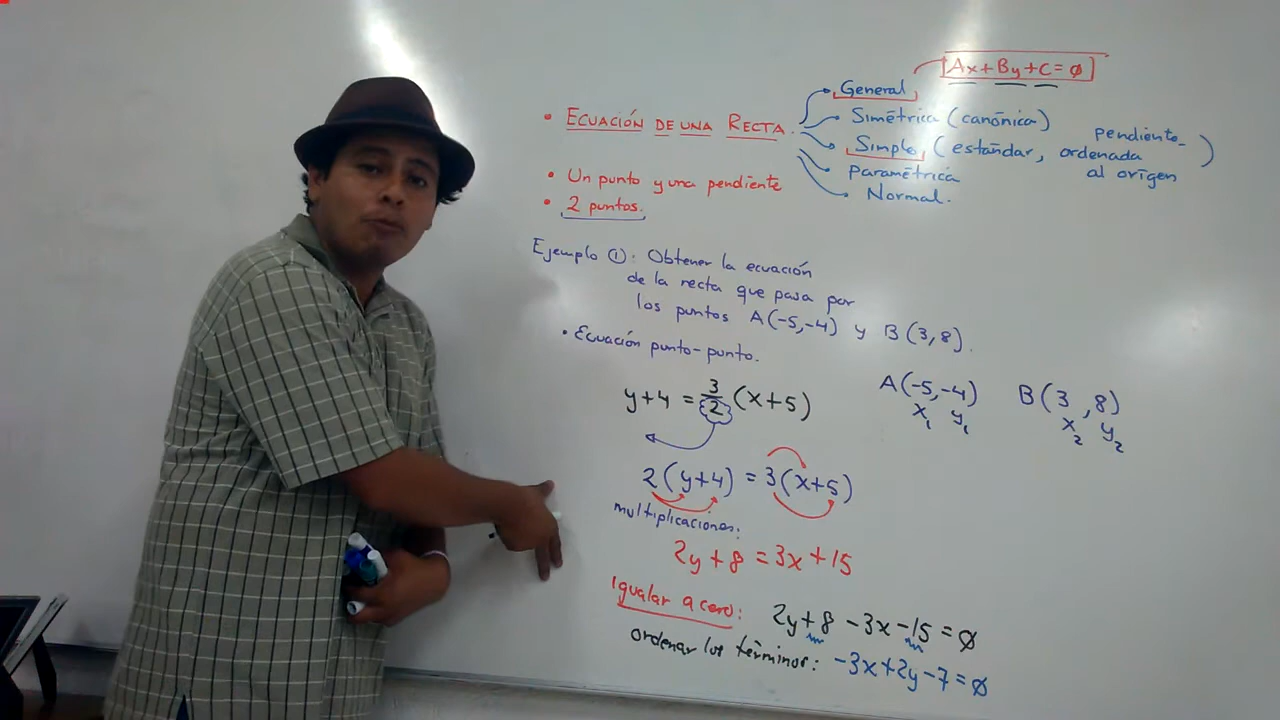 Ax+By+C=∅
• ECUACIÓN DE UNA RECTA.
General
Simétrica (canónica)
Simple (estándar, pendiente-ordenada al origen)
Paramétrica
Normal.
• Un punto y una pendiente
• 2 puntos.
Ejemplo ①: Obtener la ecuación
de la recta que pasa por
los puntos A(-5,-4) y B(3,8).
• Ecuación punto-punto.
y+4 = 3/2 (x+5)
A(-5,-4)
x₁ y₁
B(3,8)
x₂ y₂
2(y+4) = 3(x+5)
multiplicaciones:
2y+8 = 3x+15
Igualar a cero: 2y+8-3x-15=∅
ordenar los términos: -3x+2y-7=∅